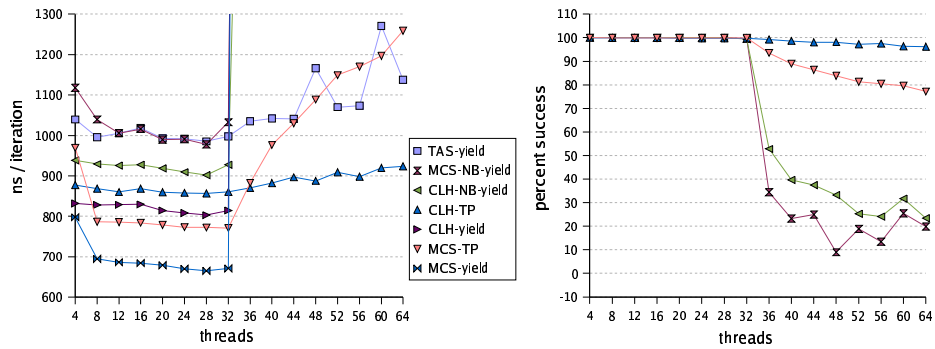 1300
1200
1100
1000
900
800
700
600
ns / iteration
4 8 12 16 20 24 28 32 36 40 44 48 52 56 60 64
threads
TAS-yield
MCS-NB-yield
CLH-NB-yield
CLH-TP
CLH-yield
MCS-TP
MCS-yield
110
100
90
80
70
60
50
40
30
20
10
0
-10
percent success
4 8 12 16 20 24 28 32 36 40 44 48 52 56 60 64
threads